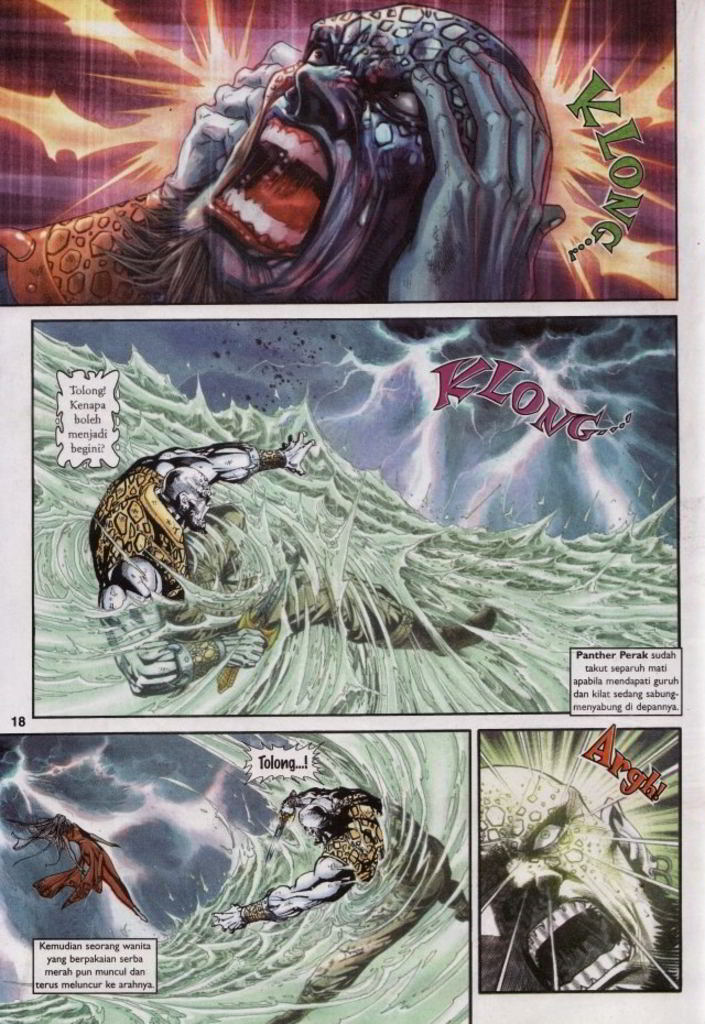 KLONG...
Tolong!
Kenapa
boleh
menjadi
begini?
KLONG...
Panther Perak sudah
takut separuh mati
apabila mendapati guruh
dan kilat sedang sabung-
menyabung di depannya.
18
Tolong...!
Kemudian seorang wanita
yang berpakaian serba
merah pun muncul dan
terus meluncur ke arahnya.
Argh!